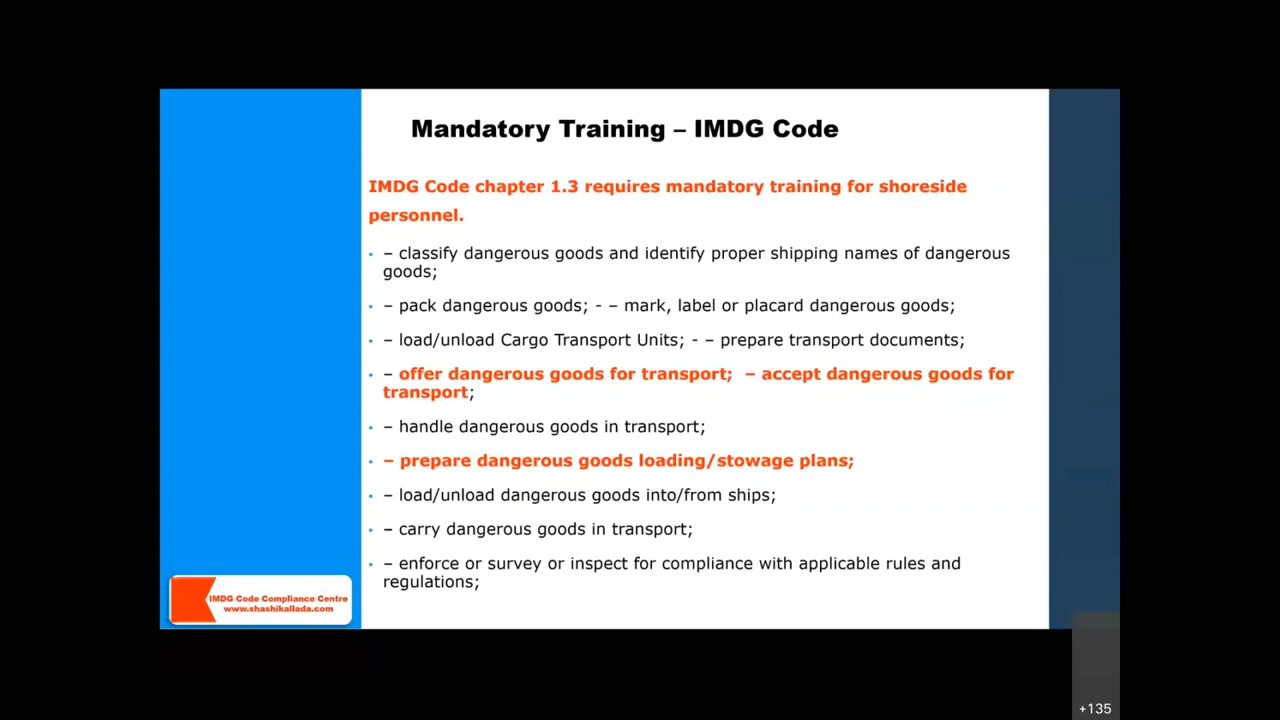 Mandatory Training – IMDG Code
IMDG Code chapter 1.3 requires mandatory training for shoreside
personnel.
• – classify dangerous goods and identify proper shipping names of dangerous
goods;
• – pack dangerous goods; - – mark, label or placard dangerous goods;
• – load/unload Cargo Transport Units; - – prepare transport documents;
• – offer dangerous goods for transport; – accept dangerous goods for
transport;
• – handle dangerous goods in transport;
• – prepare dangerous goods loading/stowage plans;
• – load/unload dangerous goods into/from ships;
• – carry dangerous goods in transport;
• – enforce or survey or inspect for compliance with applicable rules and
regulations;
IMDG Code Compliance Centre
www.shashikallada.com
+135